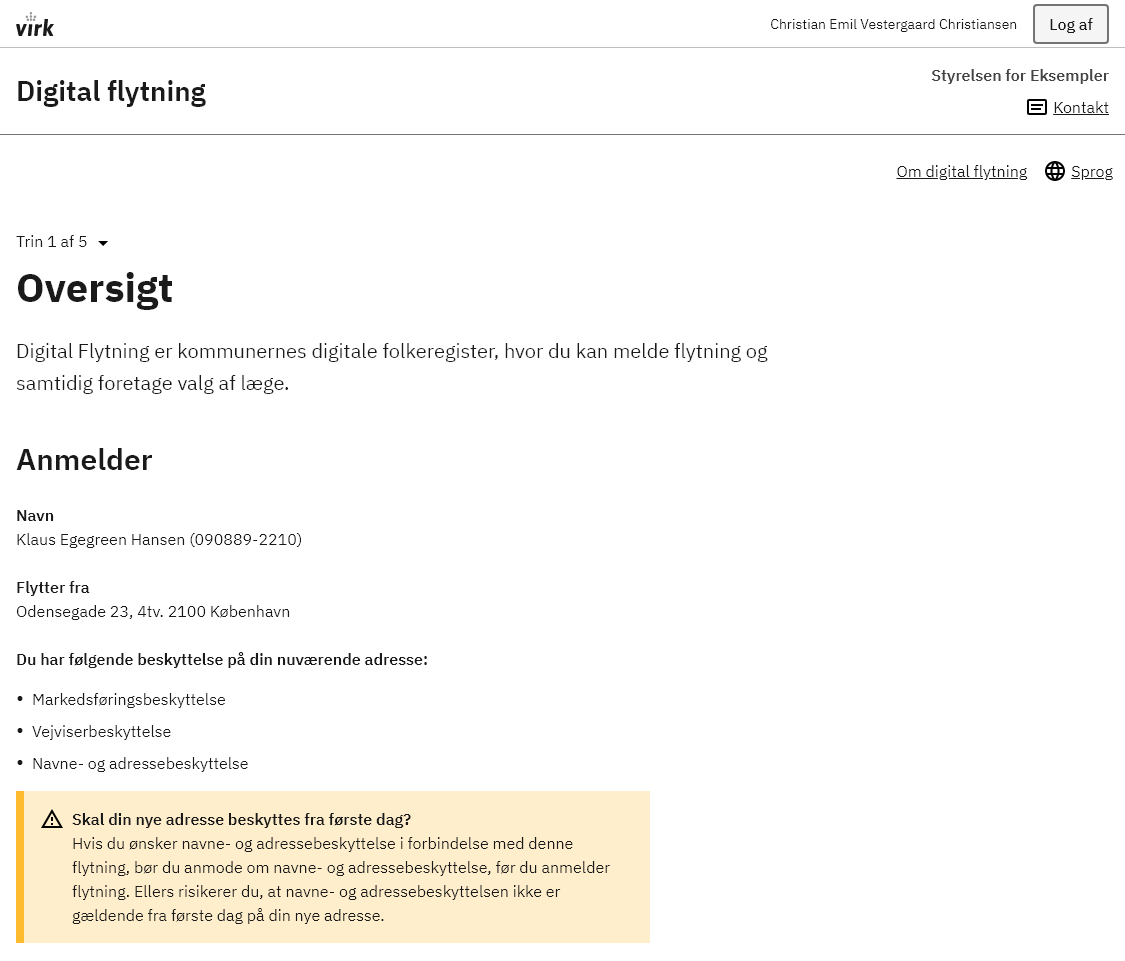 virk
Christian Emil Vestergaard Christiansen
Log af
Digital flytning
Styrelsen for Eksempler
Kontakt
Om digital flytning
Sprog
Trin 1 af 5
Oversigt
Digital Flytning er kommunernes digitale folkeregister, hvor du kan melde flytning og
samtidig foretage valg af læge.
Anmelder
Navn
Klaus Egegreen Hansen (090889-2210)
Flytter fra
Odensegade 23, 4tv. 2100 København
Du har følgende beskyttelse på din nuværende adresse:
• Markedsføringsbeskyttelse
• Vejviserbeskyttelse
• Navne- og adressebeskyttelse
Skal din nye adresse beskyttes fra første dag?
Hvis du ønsker navne- og adressebeskyttelse i forbindelse med denne
flytning, bør du anmode om navne- og adressebeskyttelse, før du anmelder
flytning. Ellers risikerer du, at navne- og adressebeskyttelsen ikke er
gældende fra første dag på din nye adresse.